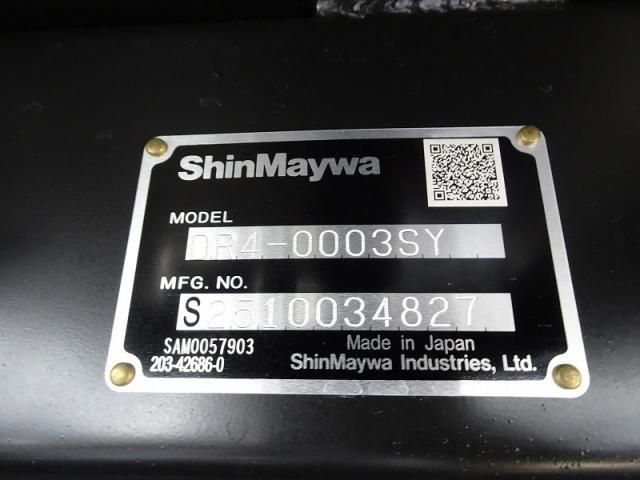 ShinMaywa
MODEL
DR4-0003SY
MFG. NO.
S2510034827
SAM0057903
203-42686-0
Made in Japan
ShinMaywa Industries, Ltd.